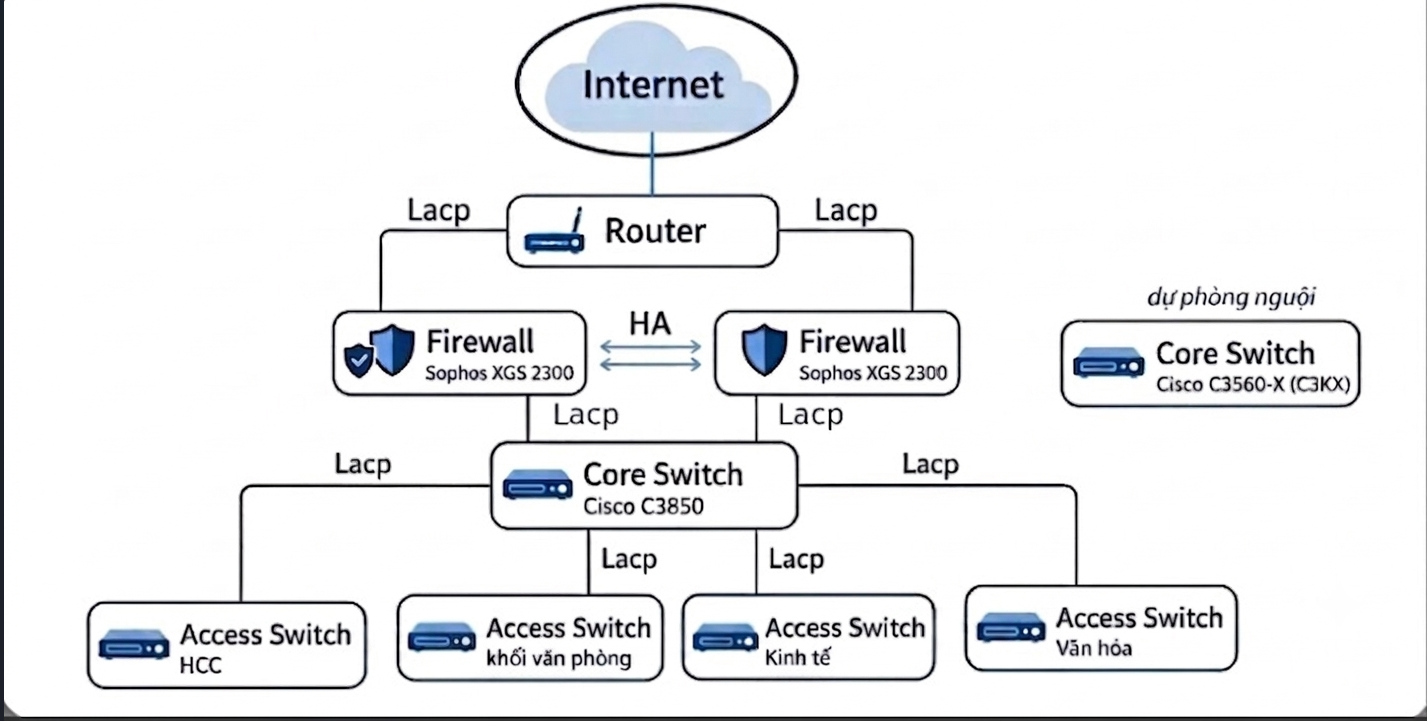 Internet
Lacp
Router
Lacp
dự phòng nguội
Firewall
Sophos XGS 2300
HA
Firewall
Sophos XGS 2300
Core Switch
Cisco C3560-X (C3KX)
Lacp
Lacp
Lacp
Core Switch
Cisco C3850
Lacp
Lacp
Lacp
Access Switch
HCC
Access Switch
khối văn phòng
Access Switch
Kinh tế
Access Switch
Văn hóa